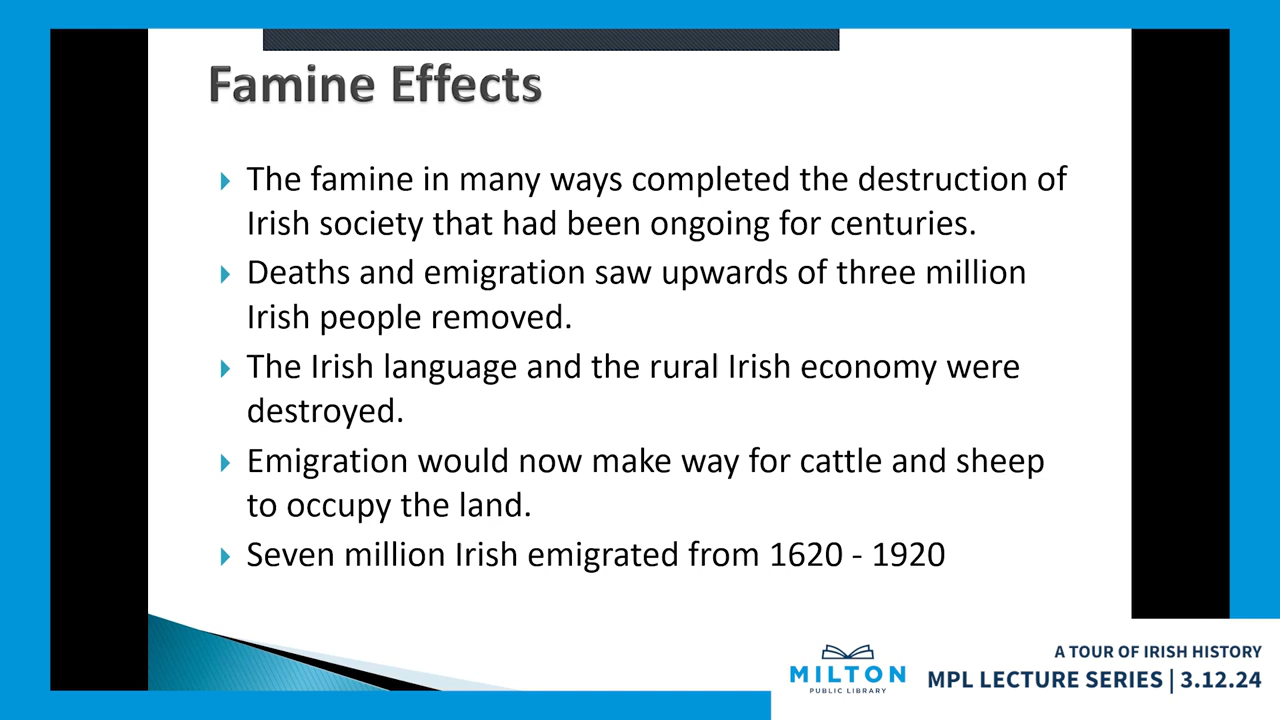 Famine Effects
The famine in many ways completed the destruction of
Irish society that had been ongoing for centuries.
Deaths and emigration saw upwards of three million
Irish people removed.
The Irish language and the rural Irish economy were
destroyed.
Emigration would now make way for cattle and sheep
to occupy the land.
Seven million Irish emigrated from 1620 - 1920
MILTON
PUBLIC LIBRARY
A TOUR OF IRISH HISTORY
MPL LECTURE SERIES | 3.12.24